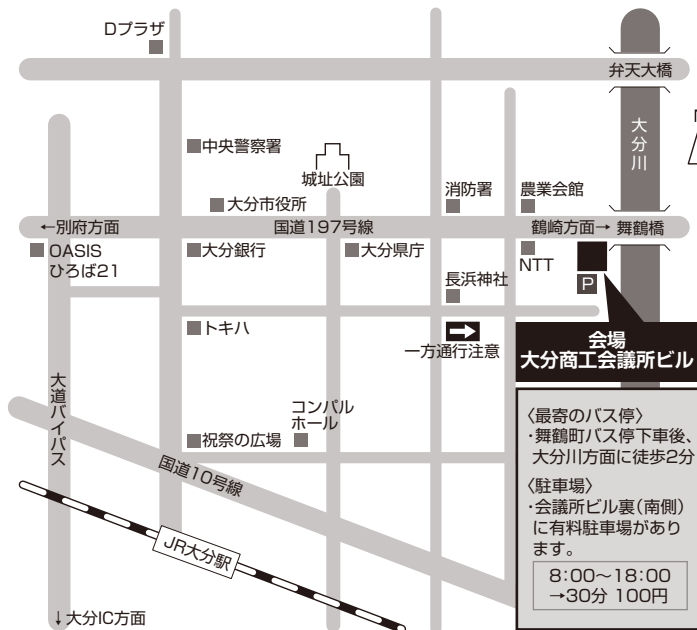 Dプラザ
弁天大橋
大分川
中央警察署
城址公園
大分市役所
消防署
農業会館
←別府方面
国道197号線
鶴崎方面→
舞鶴橋
OASIS
ひろば21
大分銀行
大分県庁
NTT
P
長浜神社
トキハ
一方通行注意
会場
大分商工会議所ビル
大道バイパス
コンパル
ホール
祝祭の広場
国道10号線
JR大分駅
↓大分IC方面
〈最寄のバス停〉
・舞鶴町バス停下車後、
大分川方面に徒歩2分
〈駐車場〉
・会議所ビル裏(南側)
に有料駐車場があり
ます。
8:00〜18:00
→30分 100円